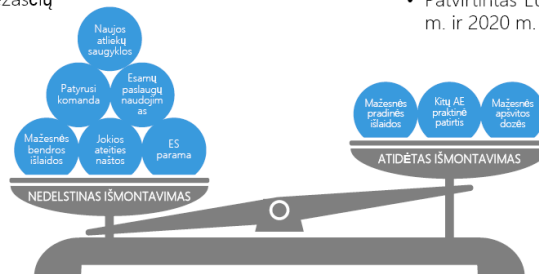 • Patvirtintas
m. ir 2020 m.
Naujos
atliekų
saugyklos
Patyrusi
komanda
Esamų
paslaugų
naudojim
as
Mažesnės
bendros
išlaidos
Jokios
ateities
naštos
ES
parama
NEDELSTINAS IŠMONTAVIMAS
Mažesnės
pradinės
išlaidos
Kitų AE
praktinė
patirtis
Mažesnės
apšvitos
dozės
ATIDĖTAS IŠMONTAVIMAS